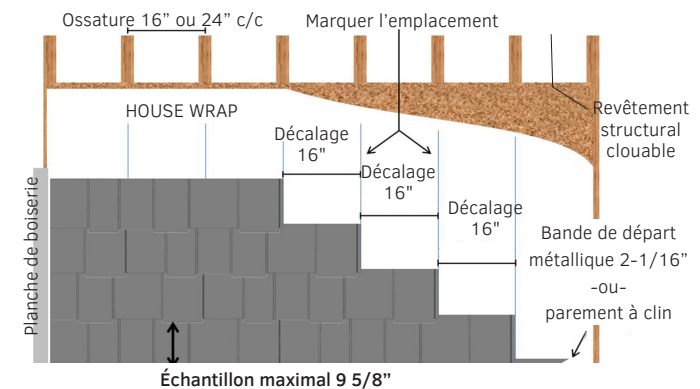 Ossature 16” ou 24” c/c
Marquer l’emplacement
HOUSE WRAP
Revêtement
structural
clouable
Décalage
16"
Décalage
16"
Décalage
16"
Planche de boiserie
Bande de départ
métallique 2-1/16”
-ou-
parement à clin
Échantillon maximal 9 5/8”